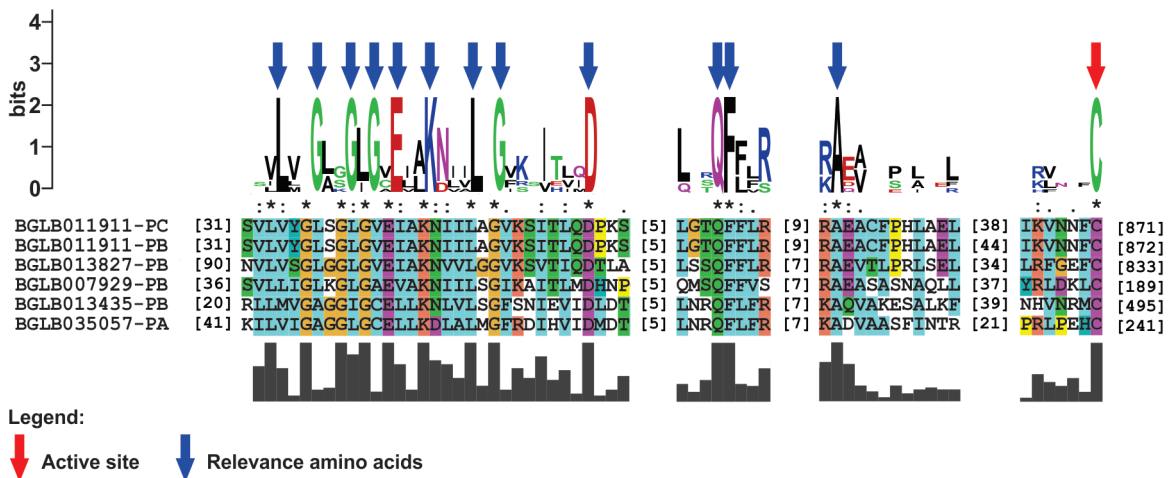 4
3
2
1
0
bits
BGLB011911-PC [31] SVLVYGLSGLGVEIAKNIILAGVKSITLQDPKS [5] LGTQFFLR [9] RAEACFPHLAEL [38] IKVNNFC [871]
BGLB011911-PB [31] SVLVYGLSGLGVEIAKNIILAGVKSITLQDPKS [5] LGTQFFLR [9] RAEACFPHLAEL [44] IKVNNFC [872]
BGLB013827-PB [90] NVLVSGLGGLGVEIAKNVVLGGVKSVTLQDTLA [5] LSSQFFLR [7] RAEVTLPRLSEL [34] LRFGEFC [833]
BGLB007929-PB [36] SVLLIGLKGLGAEVAKNIILSGIKAITLMDHNP [5] QMSQFFVS [7] RAEASASNAQLL [37] YRLDKLC [189]
BGLB013435-PB [20] RLLMVGAGGIGCELLKNLVLSGFSNIEVIDLDT [5] LNRQFLFR [7] KAQVAKESALKF [39] NHVNRMC [495]
BGLB035057-PA [41] KILVIGAGGLGCELLKDLALMGFRDIHVIDMDT [5] LNRQFLLR [7] KADVAASFINTR [21] PRLPEHC [241]
Legend:
Active site
Relevance amino acids